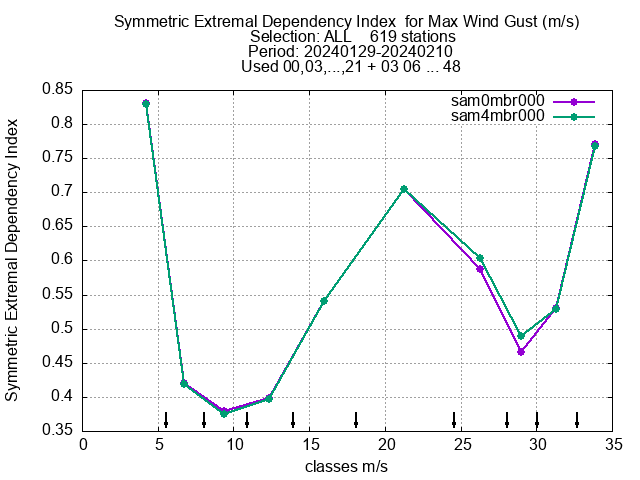 Symmetric Extremal Dependency Index  for Max Wind Gust (m/s)
Selection: ALL    619 stations
Period: 20240129-20240210
Used 00,03,...,21 + 03 06 ... 48
sam0mbr000
sam4mbr000
Symmetric Extremal Dependency Index
0.85
0.8
0.75
0.7
0.65
0.6
0.55
0.5
0.45
0.4
0.35
0 5 10 15 20 25 30 35
classes m/s